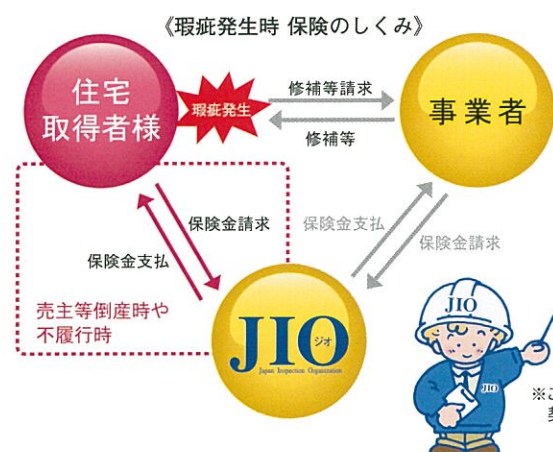 《瑕疵発生時 保険のしくみ》
住宅
取得者様
瑕疵発生
修補等請求
修補等
事業者
保険金請求
保険金支払
保険金支払
保険金請求
売主等倒産時や
不履行時
JIO
ジオ
Japan Inspection Organization
JIO
JIO